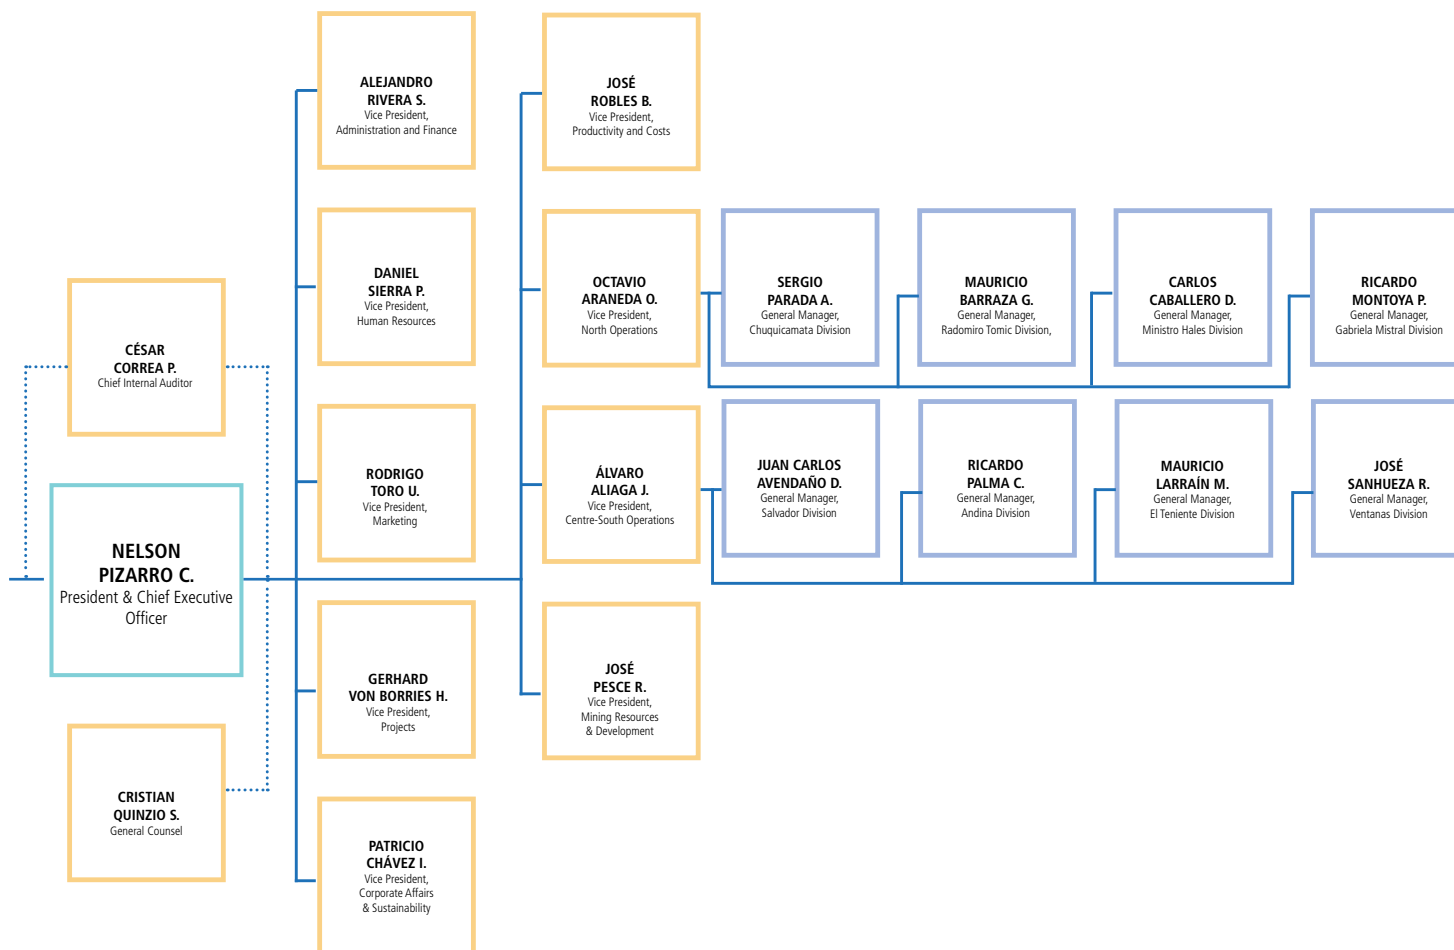 ALEJANDRO
RIVERA S.
Vice President,
Administration and Finance
JOSÉ
ROBLES B.
Vice President,
Productivity and Costs
DANIEL
SIERRA P.
Vice President,
Human Resources
OCTAVIO
ARANEDA O.
Vice President,
North Operations
SERGIO
PARADA A.
General Manager,
Chuquicamata Division
MAURICIO
BARRAZA G.
General Manager,
Radomiro Tomic Division,
CARLOS
CABALLERO D.
General Manager,
Ministro Hales Division
RICARDO
MONTOYA P.
General Manager,
Gabriela Mistral Division
CÉSAR
CORREA P.
Chief Internal Auditor
RODRIGO
TORO U.
Vice President,
Marketing
ÁLVARO
ALIAGA J.
Vice President,
Centre-South Operations
JUAN CARLOS
AVENDAÑO D.
General Manager,
Salvador Division
RICARDO
PALMA C.
General Manager,
Andina Division
MAURICIO
LARRAÍN M.
General Manager,
El Teniente Division
JOSÉ
SANHUEZA R.
General Manager,
Ventanas Division
NELSON
PIZARRO C.
President & Chief Executive
Officer
GERHARD
VON BORRIES H.
Vice President,
Projects
JOSÉ
PESCE R.
Vice President,
Mining Resources
& Development
CRISTIAN
QUINZIO S.
General Counsel
PATRICIO
CHÁVEZ I.
Vice President,
Corporate Affairs
& Sustainability